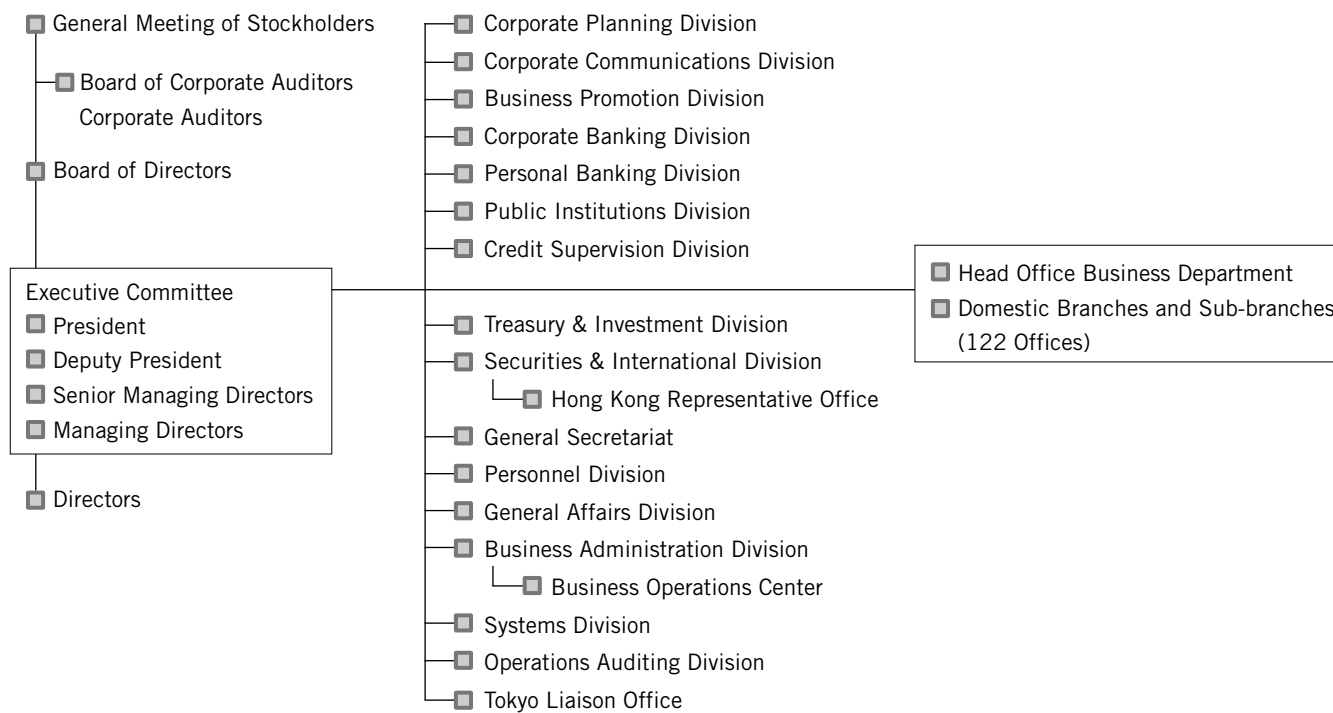 General Meeting of Stockholders
Board of Corporate Auditors
Corporate Auditors
Board of Directors
Executive Committee
President
Deputy President
Senior Managing Directors
Managing Directors
Directors
Corporate Planning Division
Corporate Communications Division
Business Promotion Division
Corporate Banking Division
Personal Banking Division
Public Institutions Division
Credit Supervision Division
Treasury & Investment Division
Securities & International Division
Hong Kong Representative Office
General Secretariat
Personnel Division
General Affairs Division
Business Administration Division
Business Operations Center
Systems Division
Operations Auditing Division
Tokyo Liaison Office
Head Office Business Department
Domestic Branches and Sub-branches
(122 Offices)